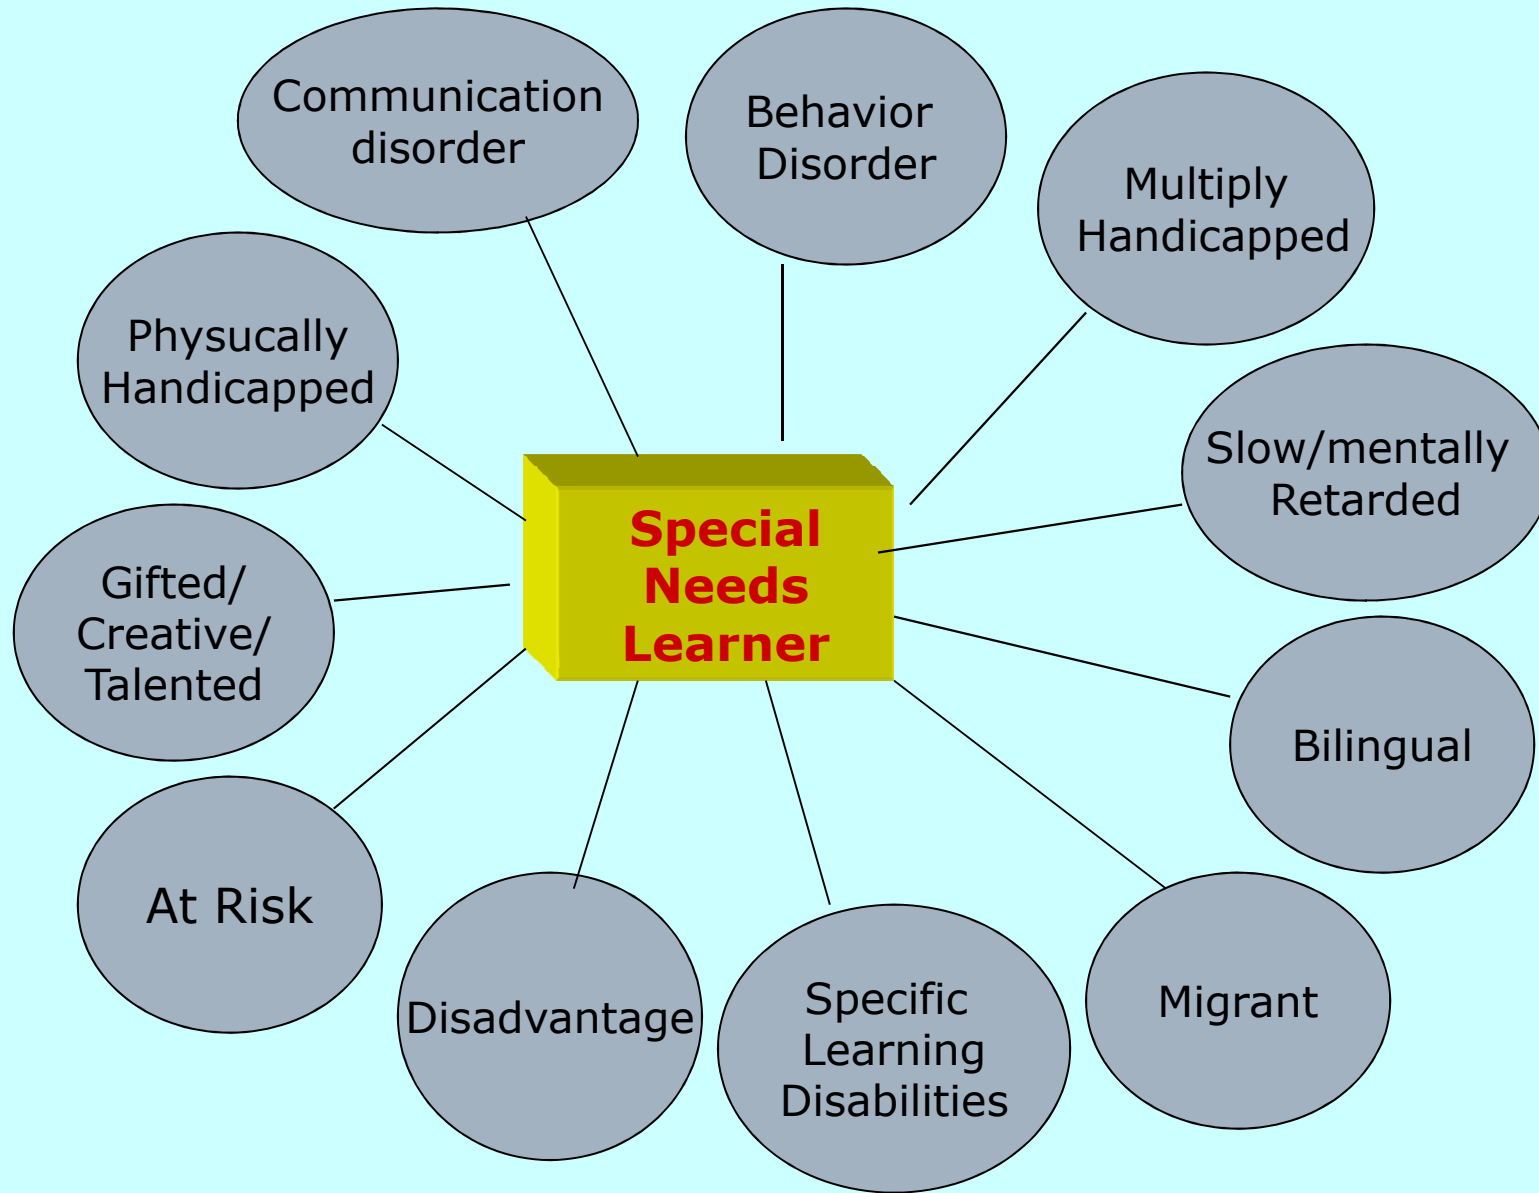 Communication
disorder
Behavior
Disorder
Multiply
Handicapped
Physucally
Handicapped
Slow/mentally
Retarded
Special
Needs
Learner
Gifted/
Creative/
Talented
Bilingual
At Risk
Disadvantage
Specific
Learning
Disabilities
Migrant